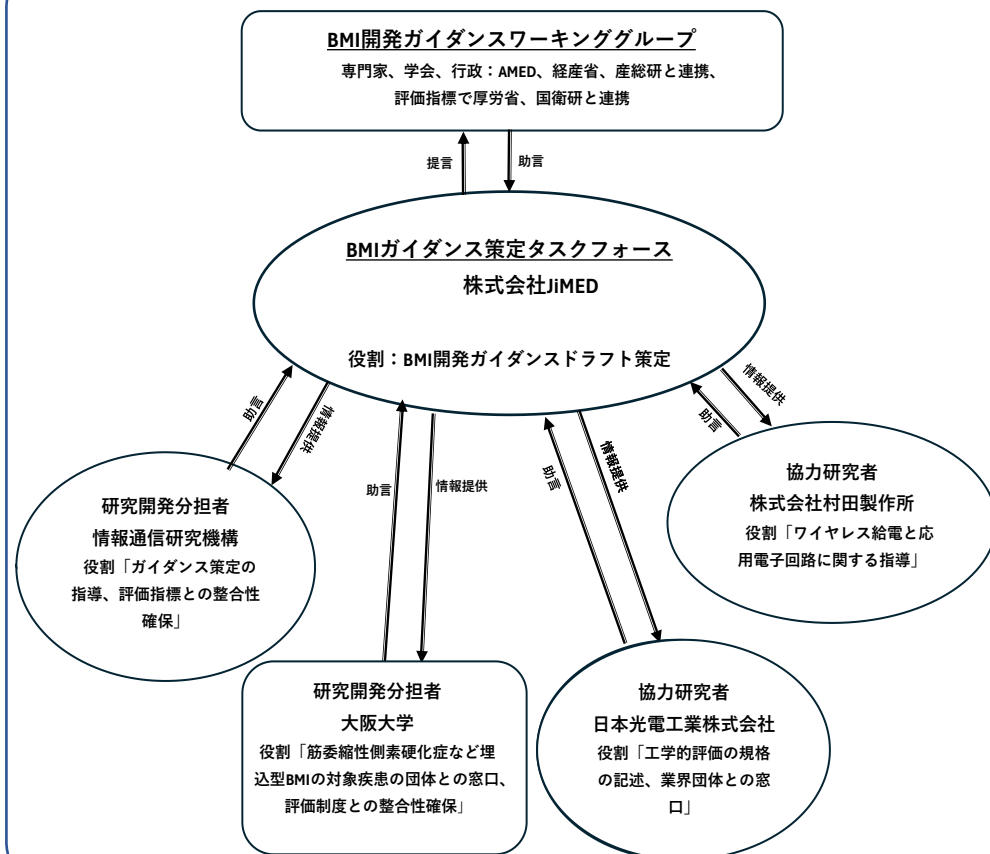 BMI開発ガイダンスワーキンググループ
専門家、学会、行政：AMED、経産省、産総研と連携、
評価指標で厚労省、国衛研と連携
提言
助言
BMIガイダンス策定タスクフォース
株式会社JiMED
役割：BMI開発ガイダンスドラフト策定
助言
情報提供
助言
情報提供
助言
情報提供
助言
情報提供
研究開発分担者
情報通信研究機構
役割「ガイダンス策定の
指導、評価指標との整合性
確保」
協力研究者
株式会社村田製作所
役割「ワイヤレス給電と応
用電子回路に関する指導」
研究開発分担者
大阪大学
役割「筋委縮性側素硬化症など埋
込型BMIの対象疾患の団体との窓口、
評価制度との整合性確保」
協力研究者
日本光電工業株式会社
役割「工学的評価の規格
の記述、業界団体との窓
口」